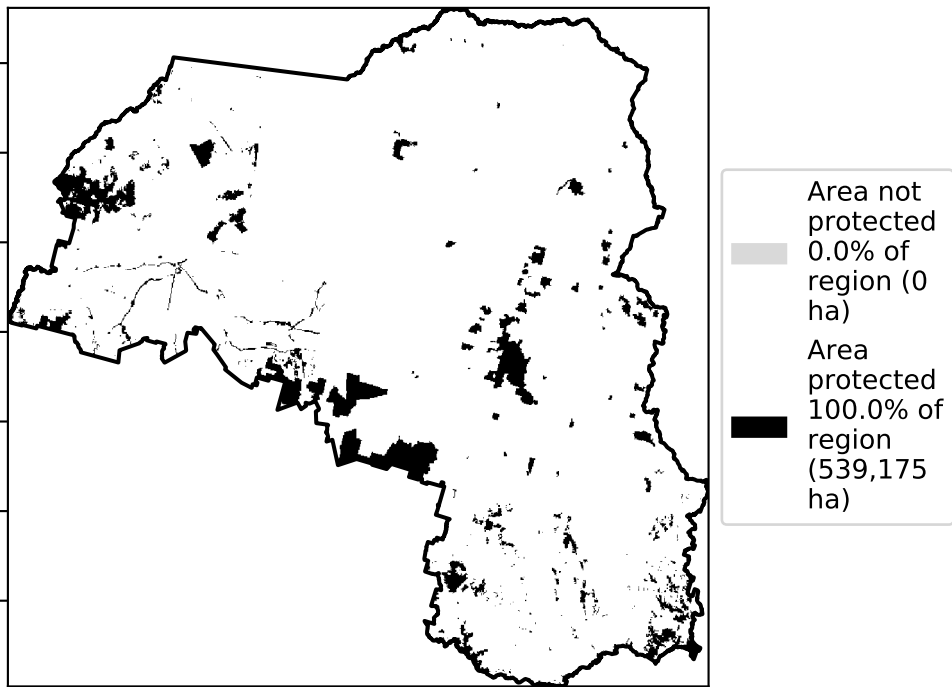 Area not
protected
0.0% of
region (0
ha)
Area
protected
100.0% of
region
(539,175
ha)